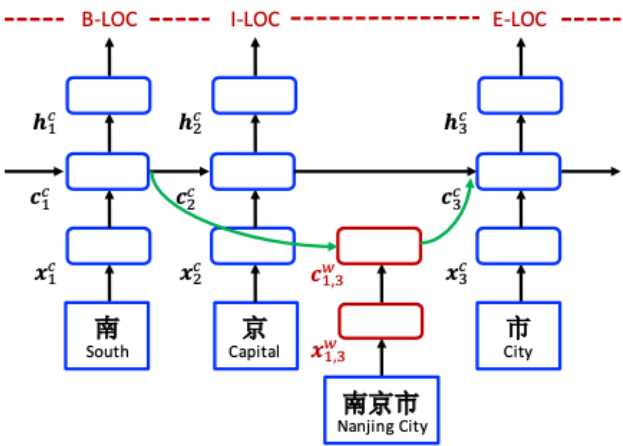 B-LOC I-LOC E-LOC
h₁ᶜ h₂ᶜ h₃ᶜ
c₁ᶜ c₂ᶜ c₃ᶜ
c₁,₃ʷ
x₁ᶜ x₂ᶜ x₃ᶜ
x₁,₃ʷ
南 京 市
South Capital City
南京市
Nanjing City